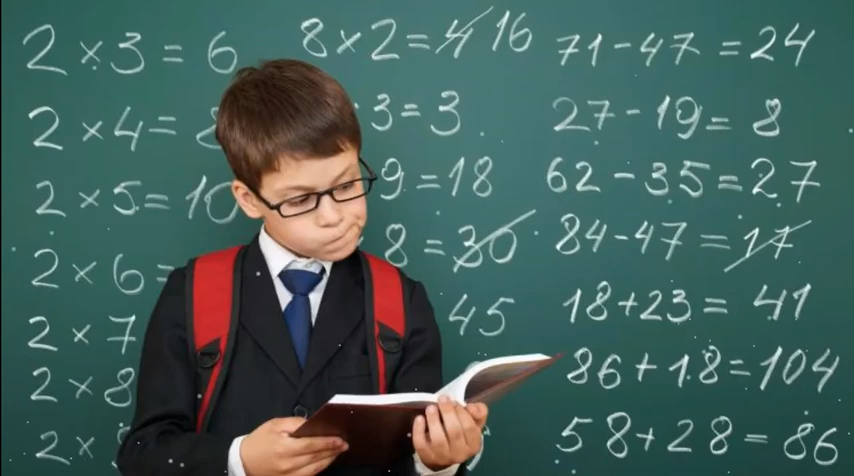 2 × 3 = 6
2 × 4 =
2 × 5 = 10
2 × 6 =
2 × 7
2 × 8
2 ×
8 × 2 = 4 16
3 = 3
9 = 18
8 = 30
45
71 - 47 = 24
27 - 19 = 8
62 - 35 = 27
84 - 47 = 17
18 + 23 = 41
86 + 18 = 104
58 + 28 = 86